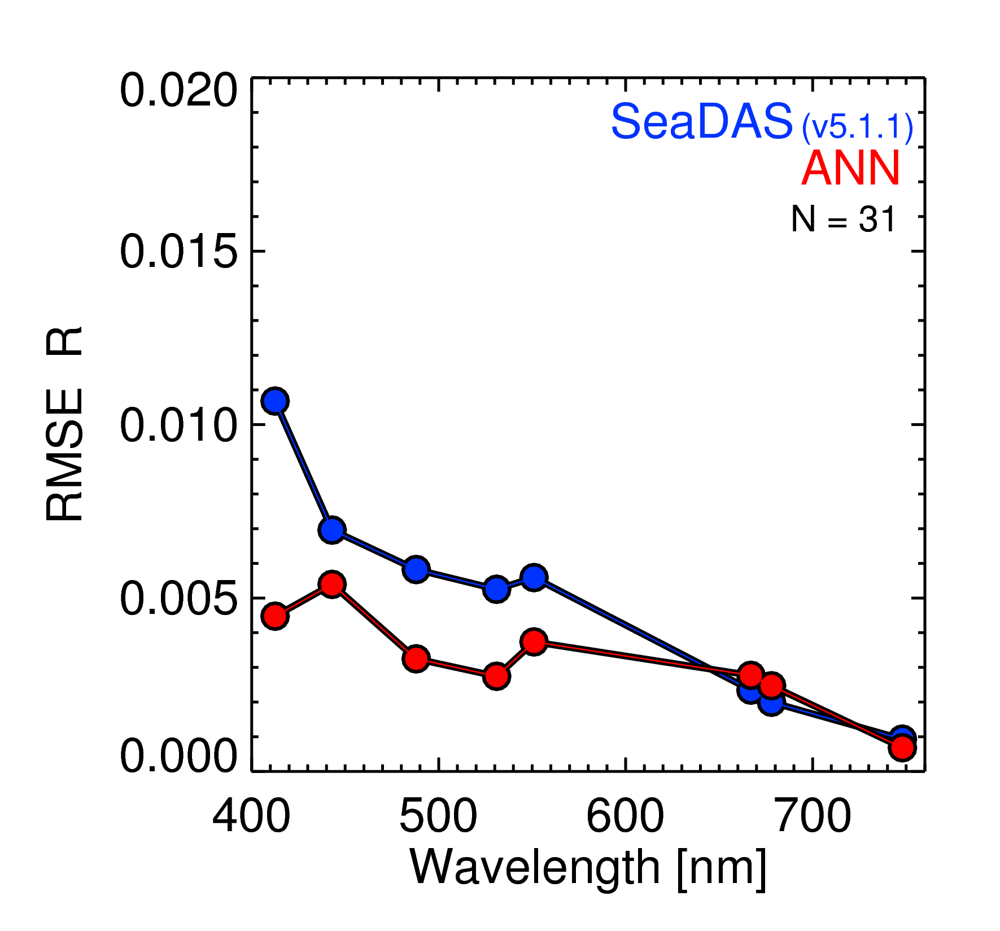 0.020
SeaDAS (v5.1.1)
ANN
N = 31
0.015
0.010
0.005
0.000
RMSE R
400 500 600 700
Wavelength [nm]